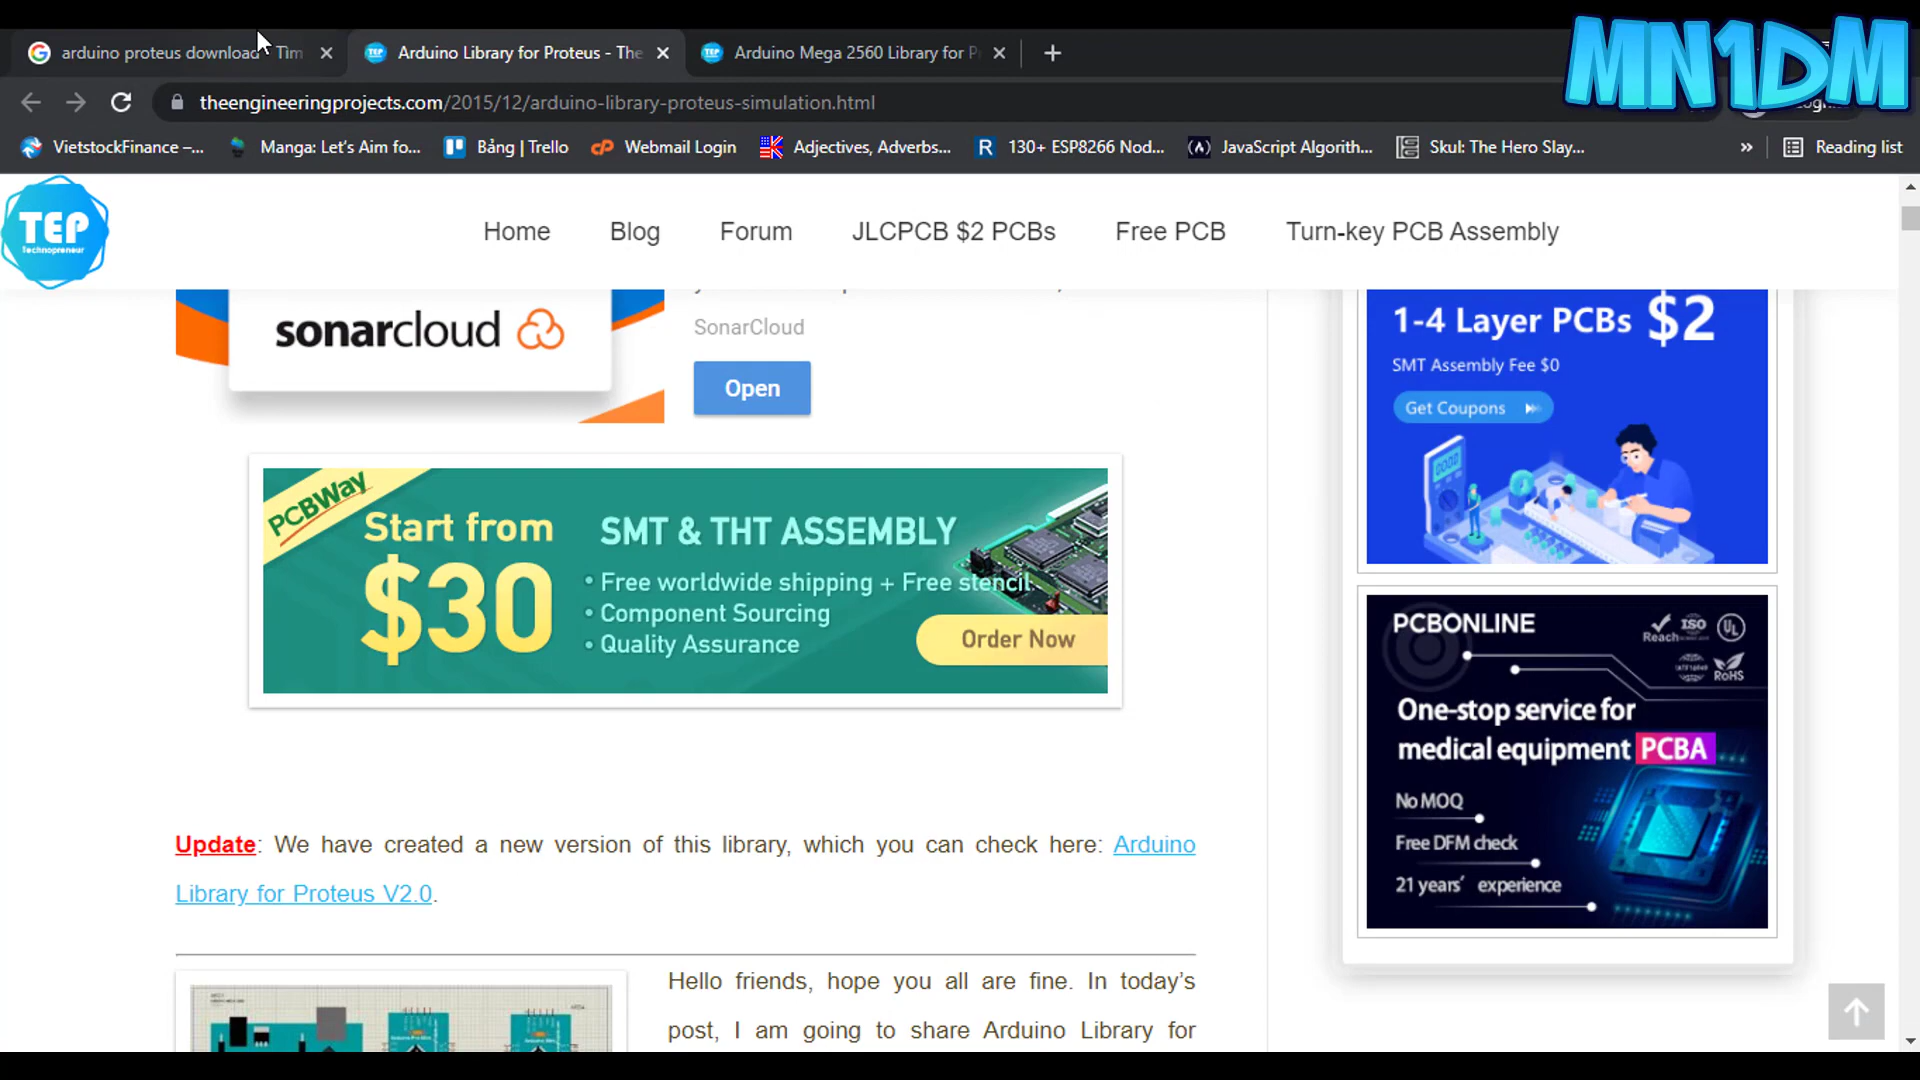 arduino proteus download - Tìm
Arduino Library for Proteus - The
Arduino Mega 2560 Library for P
MN1DM
theengineeringprojects.com/2015/12/arduino-library-proteus-simulation.html
VietstockFinance –...
Manga: Let's Aim fo...
Bảng | Trello
Webmail Login
Adjectives, Adverbs...
130+ ESP8266 Nod...
JavaScript Algorith...
Skul: The Hero Slay...
Reading list
TEP
Technopreneur
Home
Blog
Forum
JLCPCB $2 PCBs
Free PCB
Turn-key PCB Assembly
sonarcloud
SonarCloud
Open
PCBWay
Start from
$30
SMT & THT ASSEMBLY
• Free worldwide shipping + Free stencil
• Component Sourcing
• Quality Assurance
Order Now
1-4 Layer PCBs $2
SMT Assembly Fee $0
Get Coupons
PCBONLINE
Reach
ISO
UL
RoHS
One-stop service for
medical equipment PCBA
No MOQ
Free DFM check
21 years' experience
Update: We have created a new version of this library, which you can check here: Arduino
Library for Proteus V2.0.
Hello friends, hope you all are fine. In today's
post, I am going to share Arduino Library for